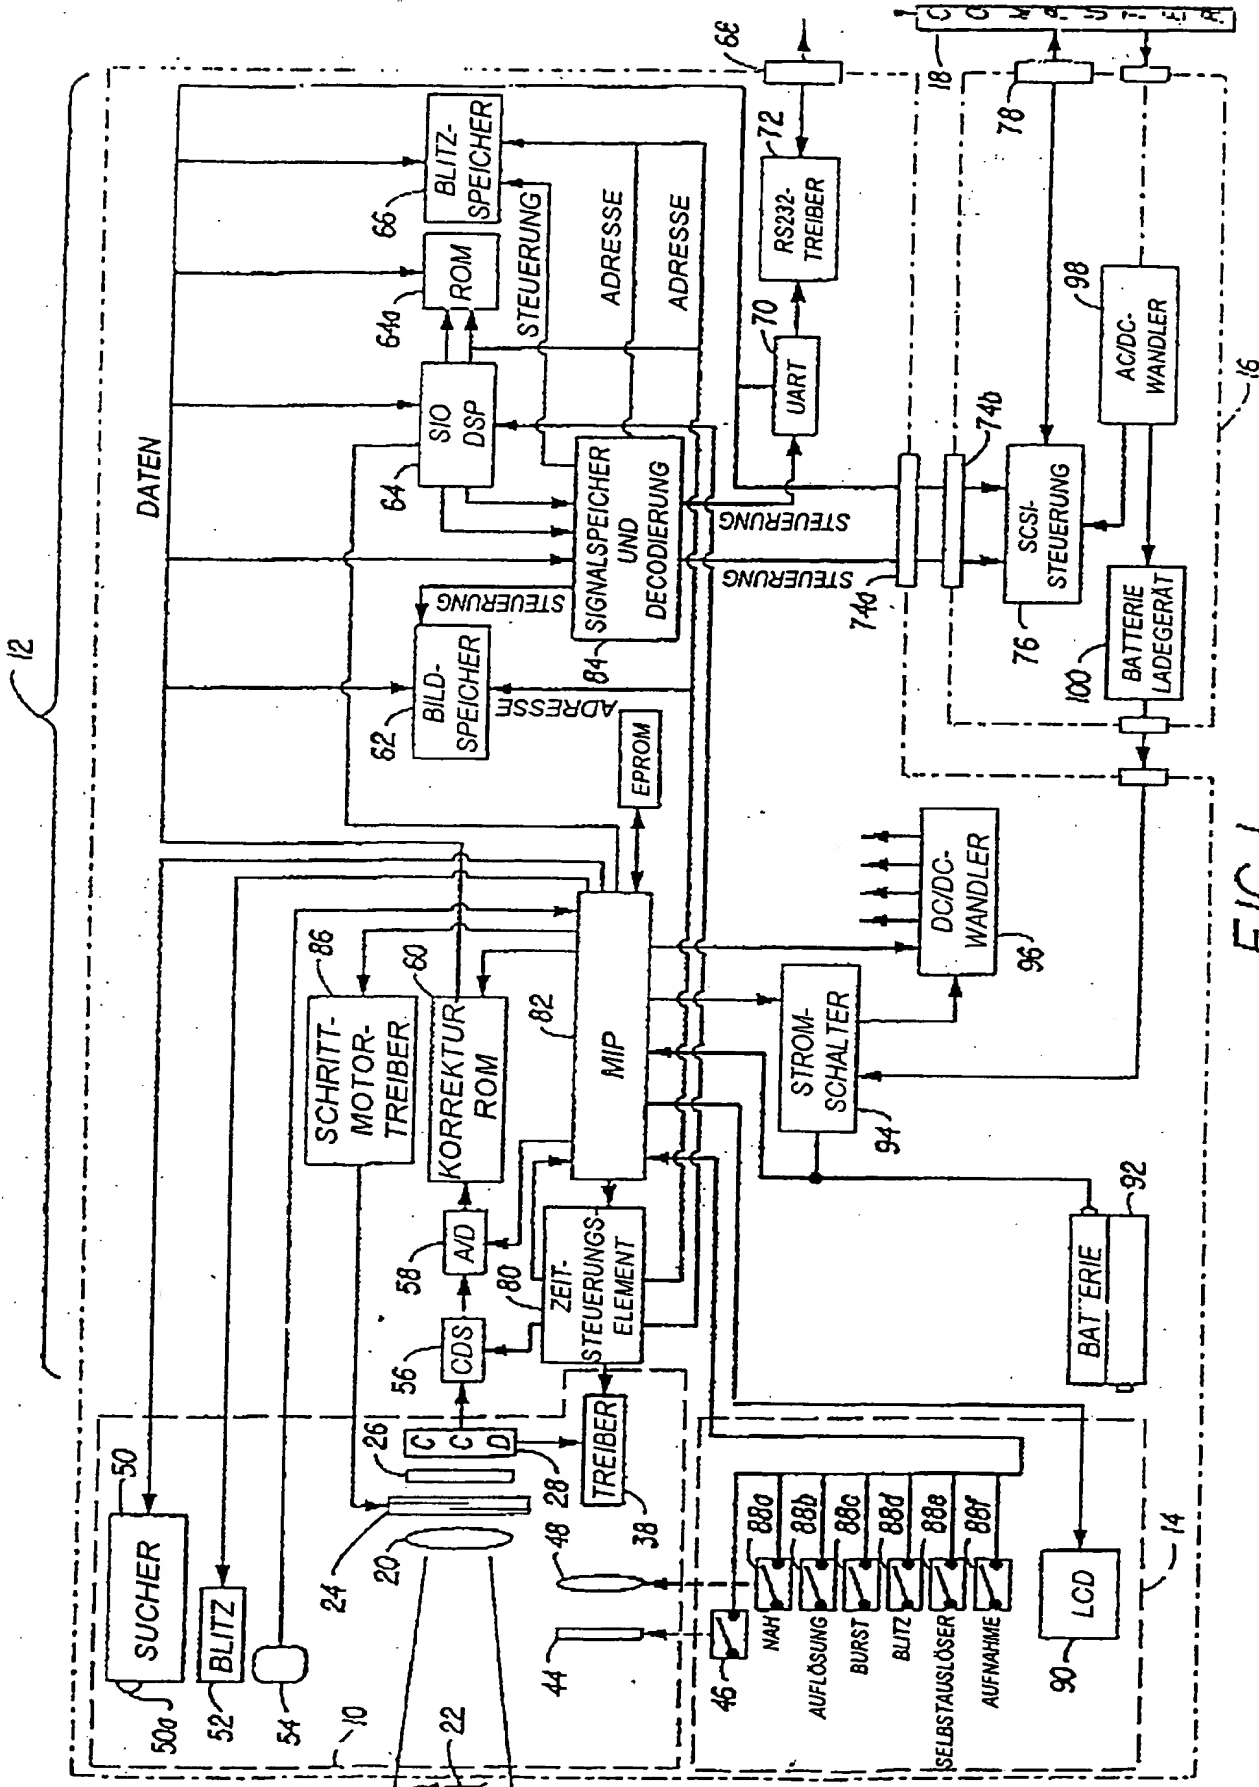 12
10
50
SUCHER
50a
52
BLITZ
54
22
24
20
26
28
C C D
38
TREIBER
44
48
46
86
SCHRITT-
MOTOR-
TREIBER
60
KORREKTUR
ROM
58
A/D
56
CDS
80
ZEIT-
STEUERUNGS-
ELEMENT
82
MIP
EPROM
DATEN
62
BILD-
SPEICHER
STEUERUNG
ADRESSE
64
SIO
DSP
64a
ROM
66
BLITZ-
SPEICHER
STEUERUNG
ADRESSE
ADRESSE
84
SIGNALSPEICHER
UND
DECODIERUNG
STEUERUNG
STEUERUNG
70
UART
72
RS232-
TREIBER
68
74a
74b
76
SCSI-
STEUERUNG
78
18
COMPUTER
98
AC/DC-
WANDLER
100
BATTERIE
LADEGERÄT
16
94
STROM-
SCHALTER
96
DC/DC-
WANDLER
92
BATTERIE
NAH
88a
AUFLÖSUNG
88b
BURST
88c
BLITZ
88d
SELBSTAUSLÖSER
88e
AUFNAHME
88f
90
LCD
14
FIG. 1